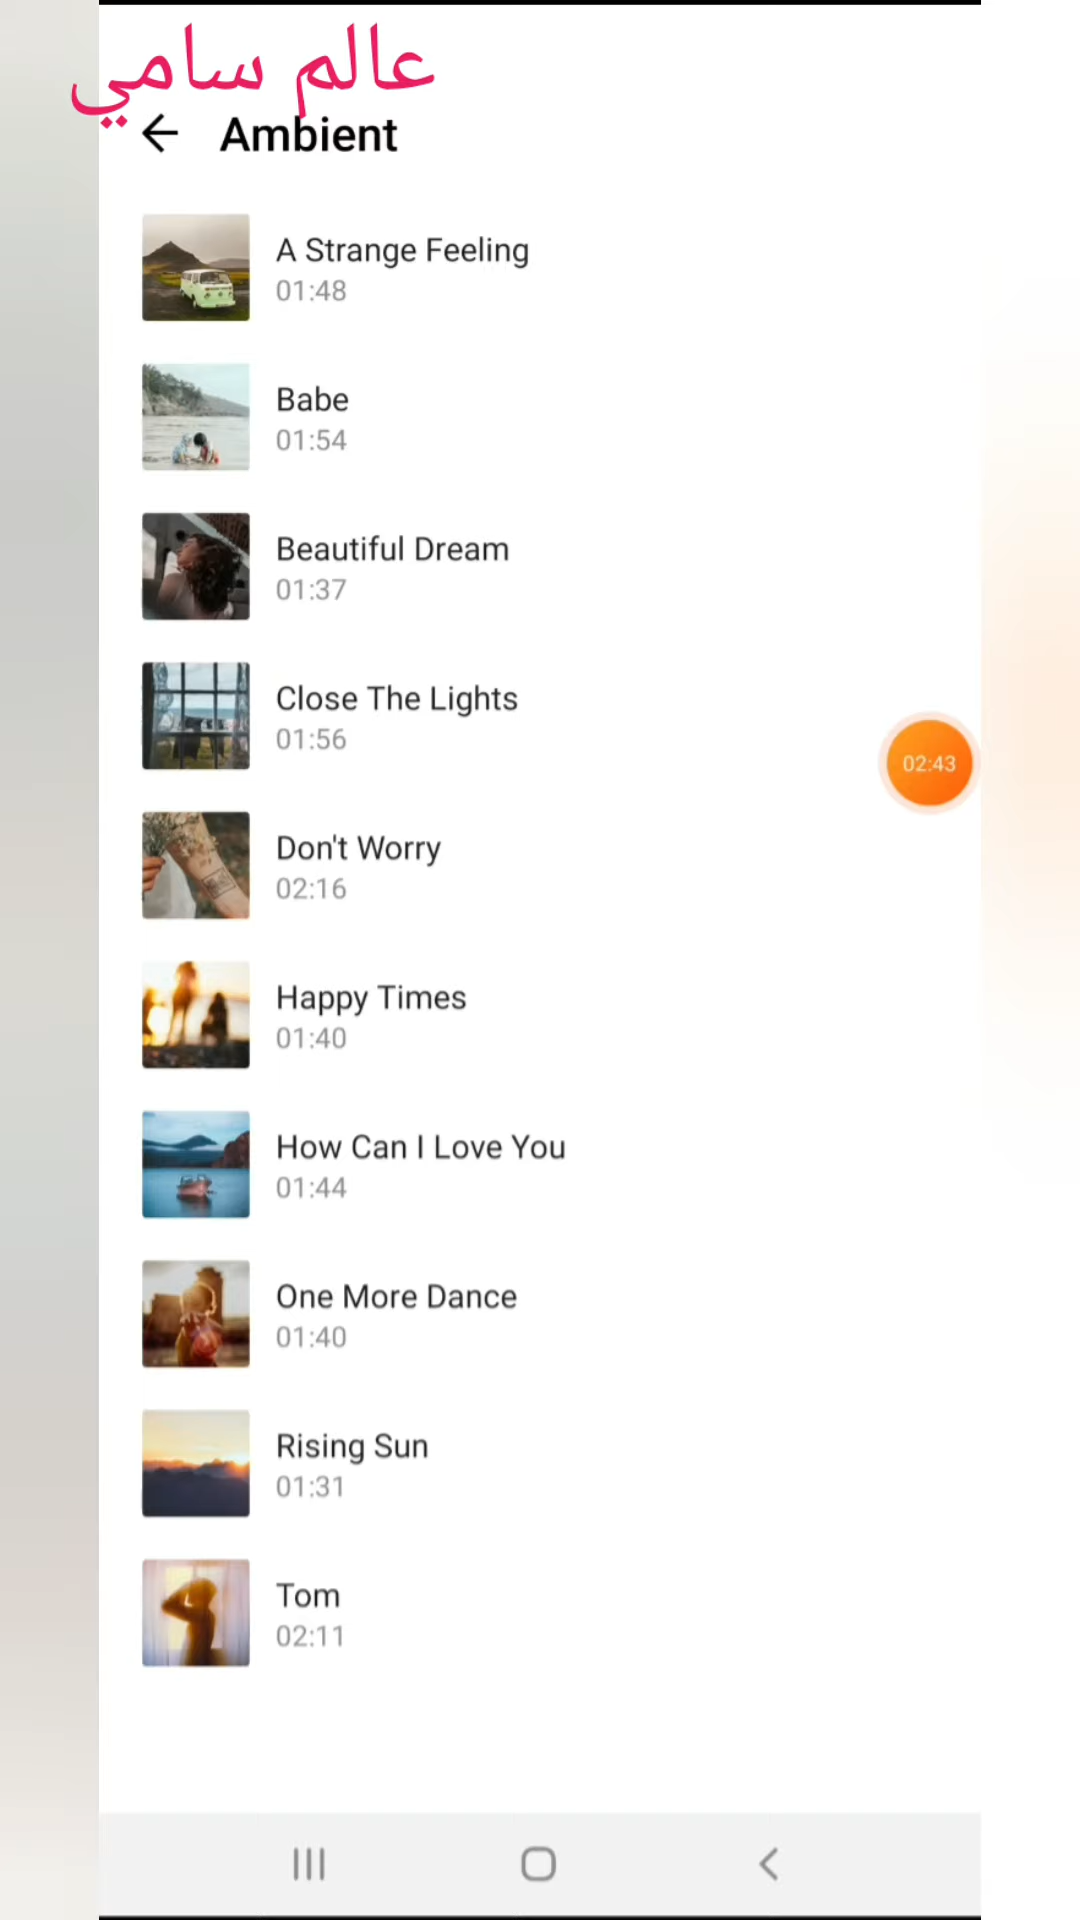 عالم سامي
Ambient
A Strange Feeling
01:48
Babe
01:54
Beautiful Dream
01:37
Close The Lights
01:56
02:43
Don't Worry
02:16
Happy Times
01:40
How Can I Love You
01:44
One More Dance
01:40
Rising Sun
01:31
Tom
02:11